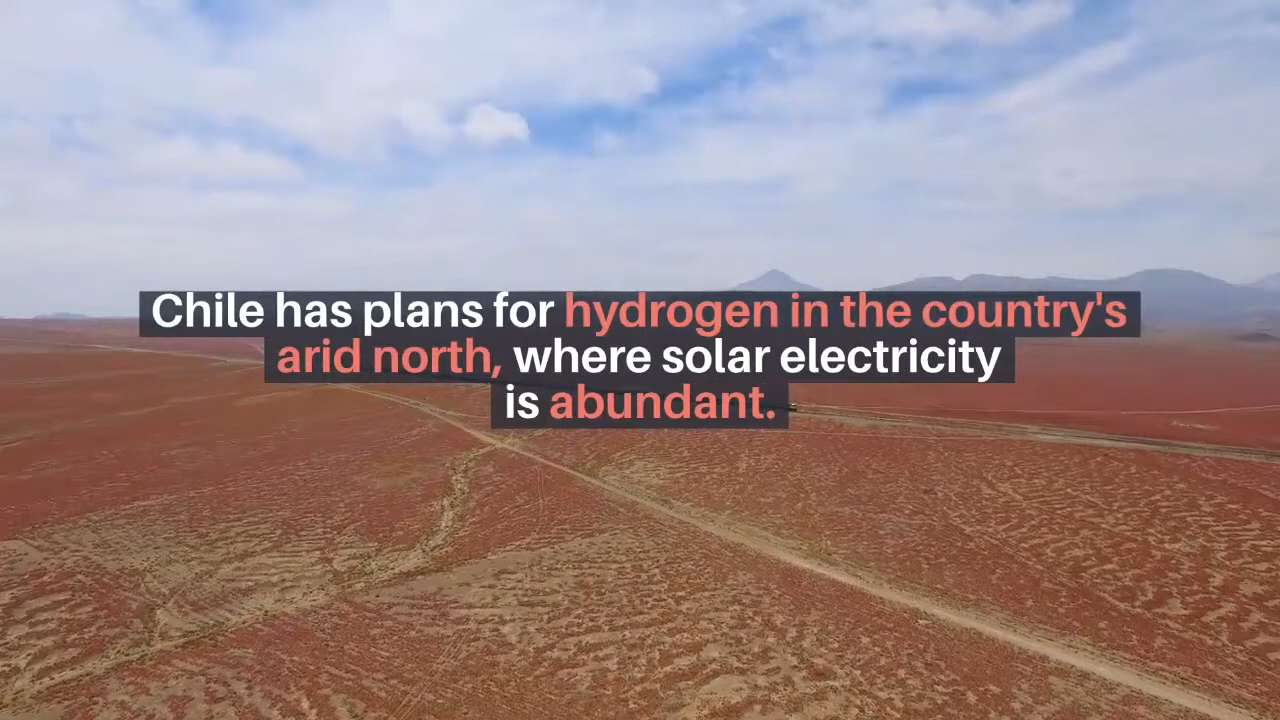 Chile has plans for hydrogen in the country's
arid north, where solar electricity
is abundant.